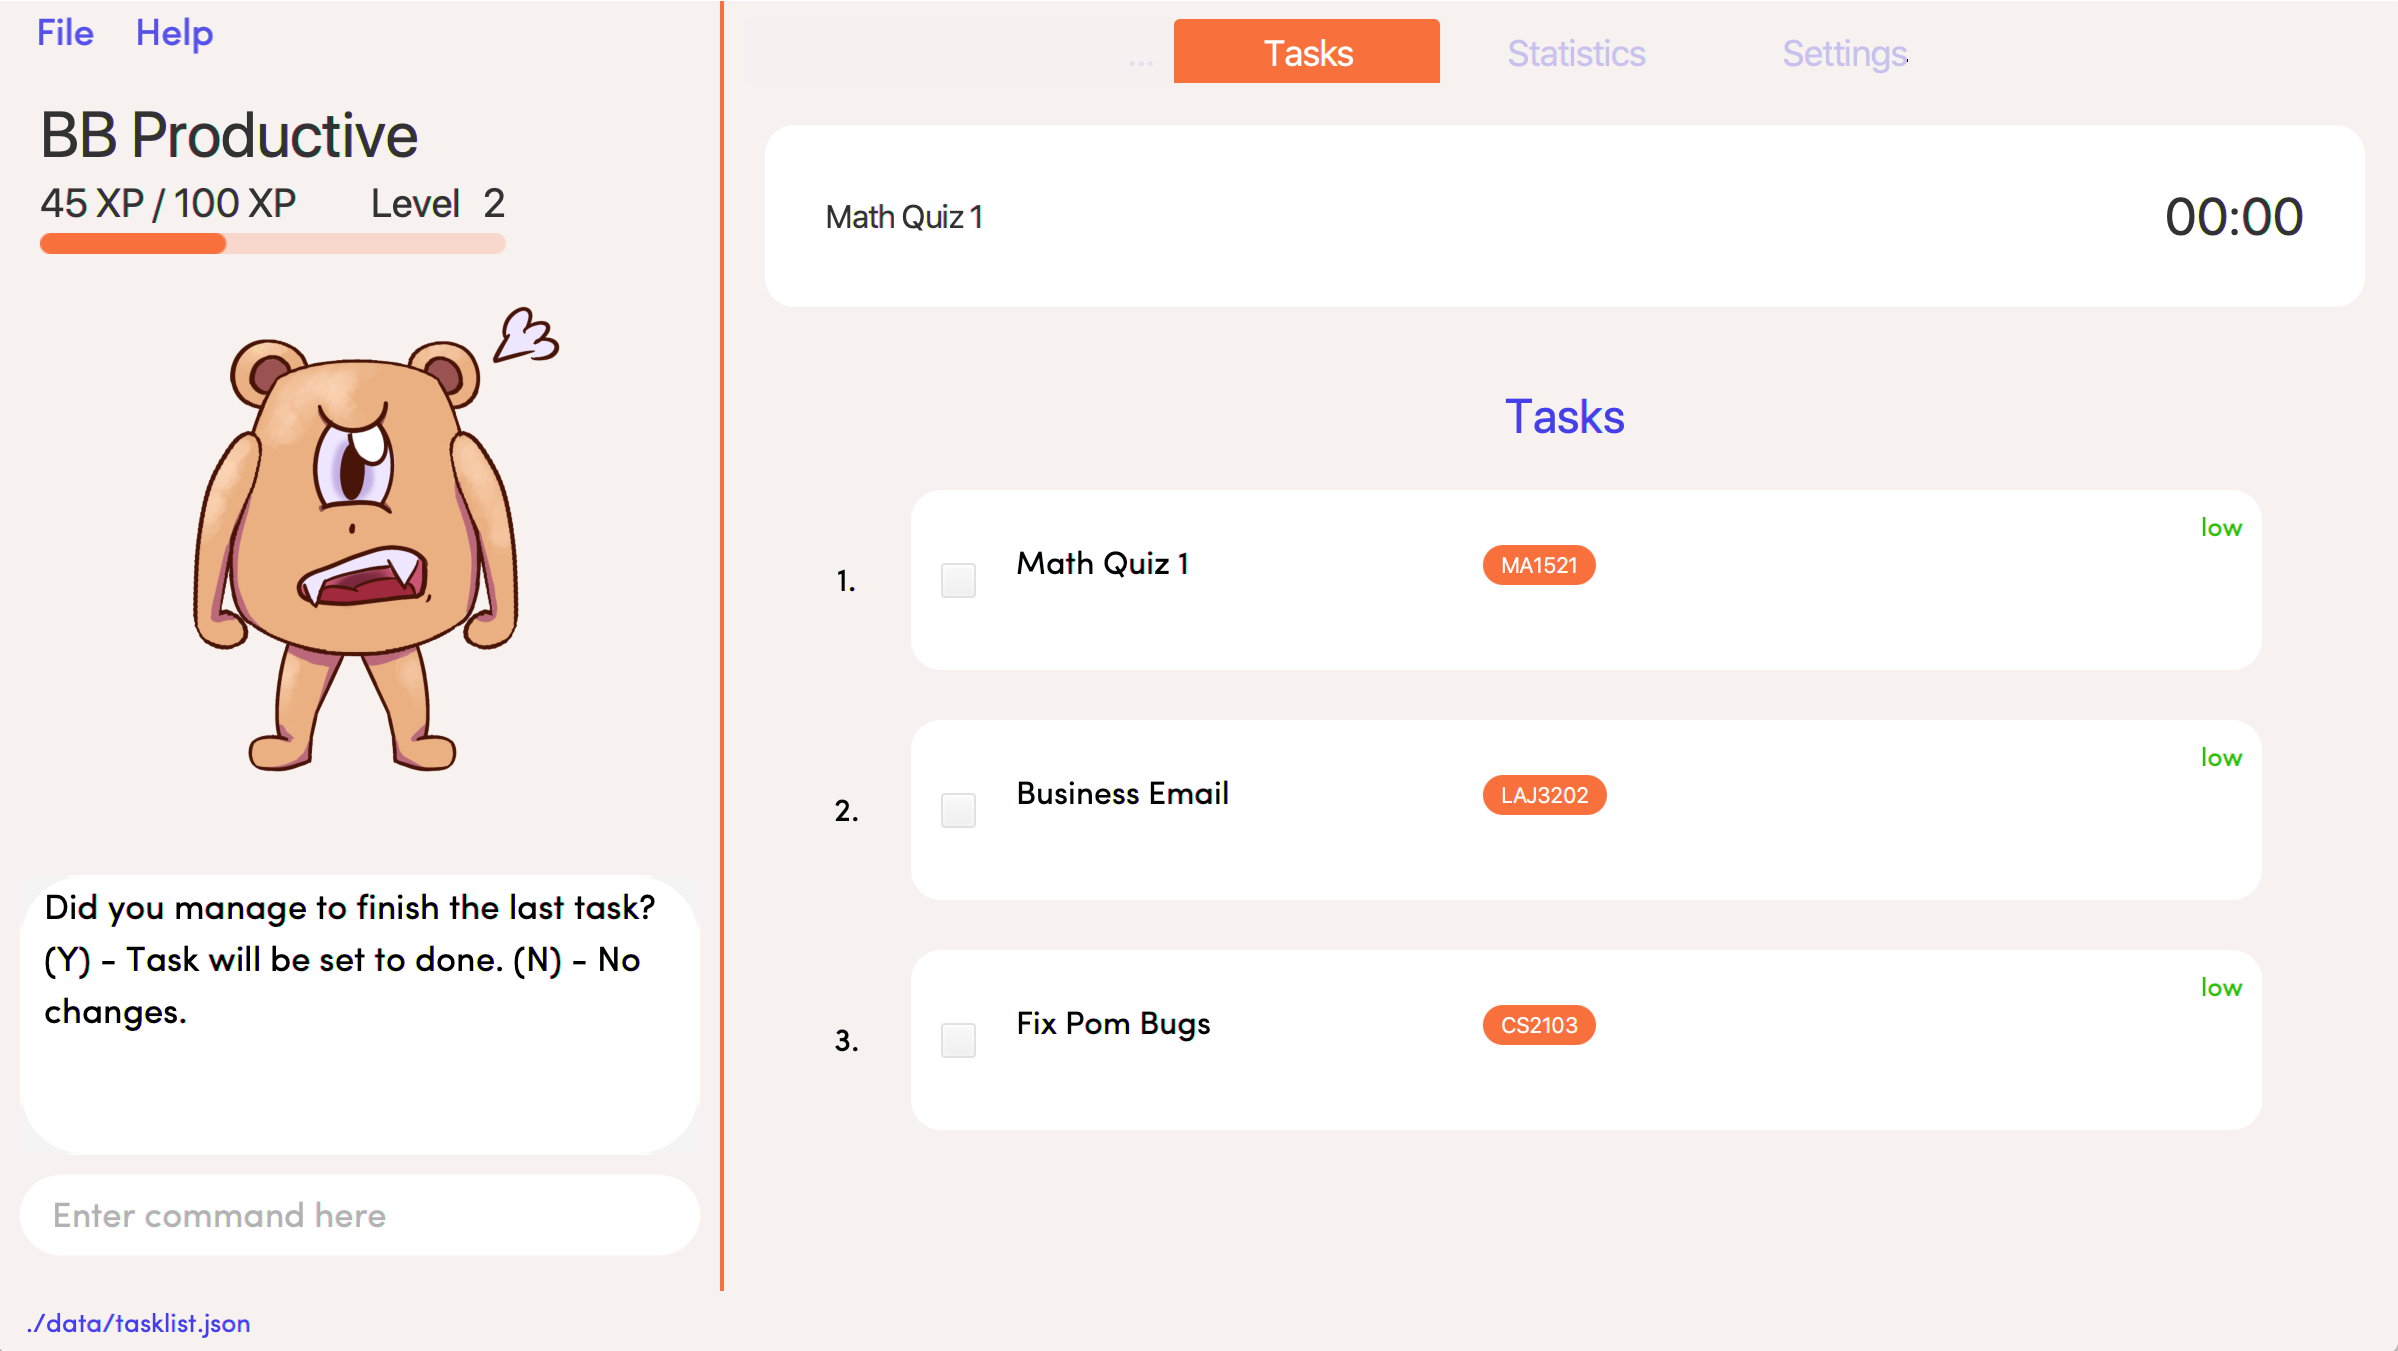 File Help
BB Productive
45 XP / 100 XP Level 2
Did you manage to finish the last task?
(Y) - Task will be set to done. (N) - No
changes.
Enter command here
./data/tasklist.json
... Tasks Statistics Settings
Math Quiz 1 00:00
Tasks
low
1. Math Quiz 1 MA1521
low
2. Business Email LAJ3202
low
3. Fix Pom Bugs CS2103